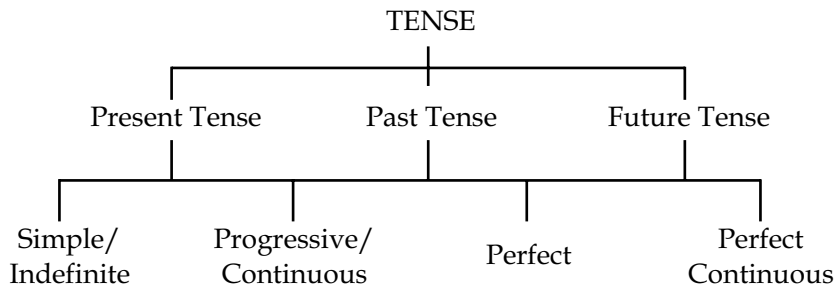 TENSE
Present Tense
Past Tense
Future Tense
Simple/
Indefinite
Progressive/
Continuous
Perfect
Perfect
Continuous